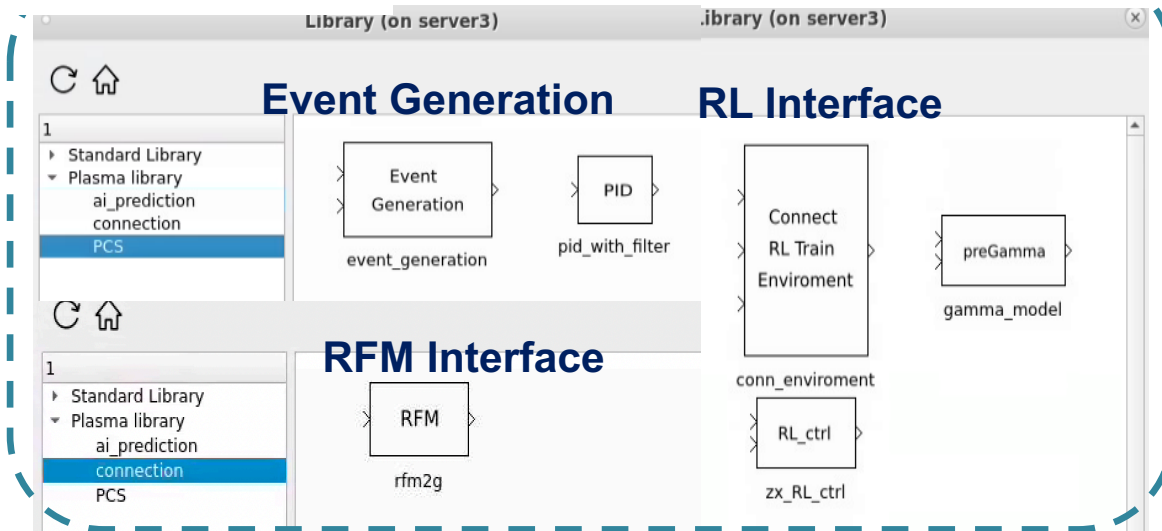 Library (on server3)
Event Generation
1
Standard Library
Plasma library
ai_prediction
connection
PCS
Event
Generation
event_generation
PID
pid_with_filter
RFM Interface
1
Standard Library
Plasma library
ai_prediction
connection
PCS
RFM
rfm2g
.ibrary (on server3)
RL Interface
Connect
RL Train
Enviroment
conn_enviroment
preGamma
gamma_model
RL_ctrl
zx_RL_ctrl